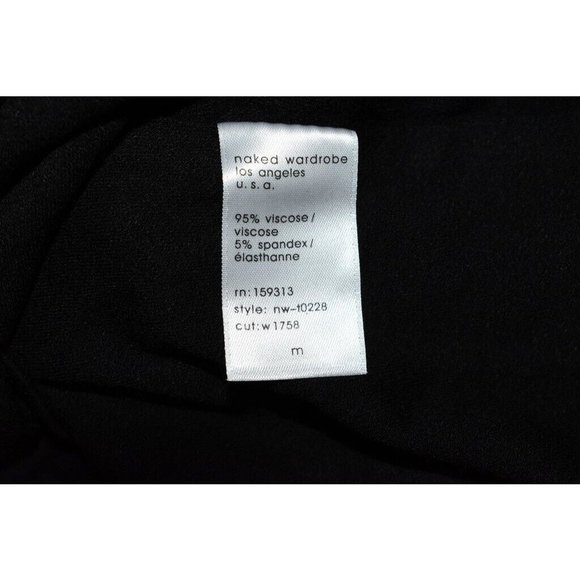 naked wardrobe
los angeles
u.s.a.
95% viscose/
viscose
5% spandex/
élasthanne
rn:159313
style: nw-t0228
cut:w1758
m